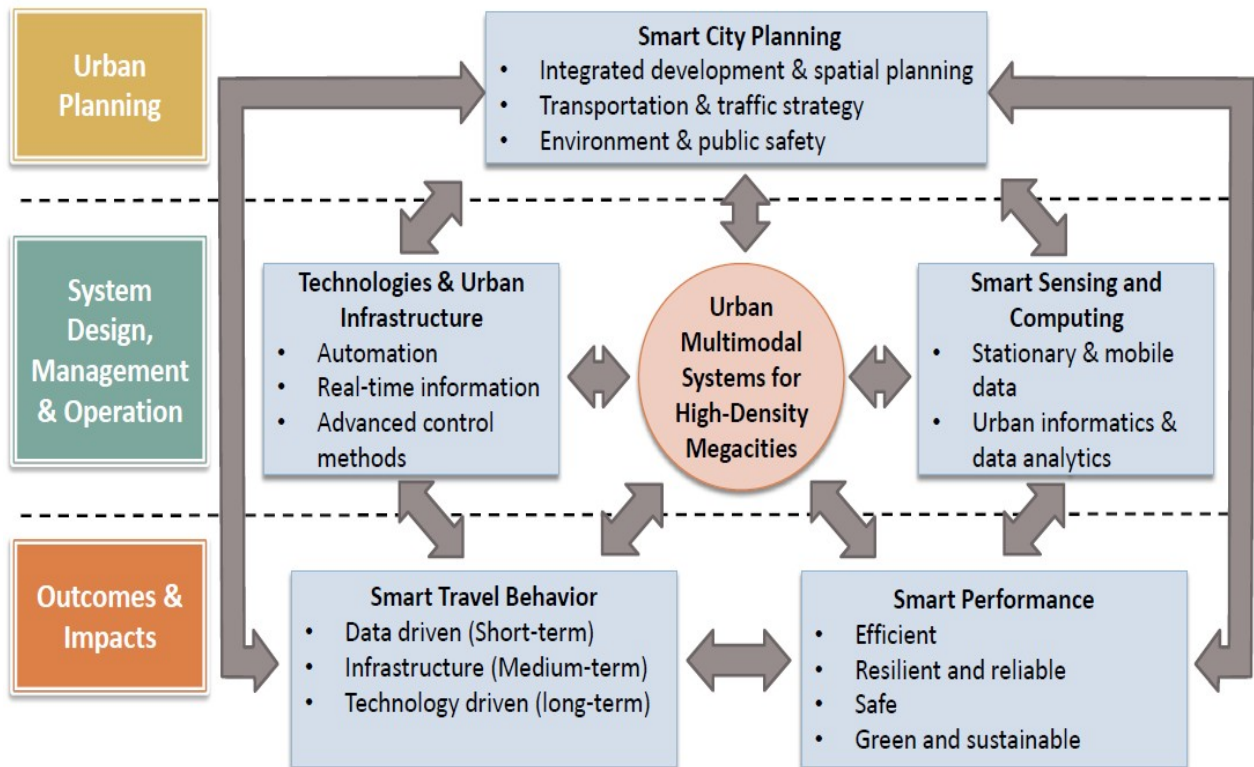 Urban
Planning
Smart City Planning
• Integrated development & spatial planning
• Transportation & traffic strategy
• Environment & public safety
System
Design,
Management
& Operation
Technologies & Urban
Infrastructure
• Automation
• Real-time information
• Advanced control
methods
Urban
Multimodal
Systems for
High-Density
Megacities
Smart Sensing and
Computing
• Stationary & mobile
data
• Urban informatics &
data analytics
Outcomes &
Impacts
Smart Travel Behavior
• Data driven (Short-term)
• Infrastructure (Medium-term)
• Technology driven (long-term)
Smart Performance
• Efficient
• Resilient and reliable
• Safe
• Green and sustainable